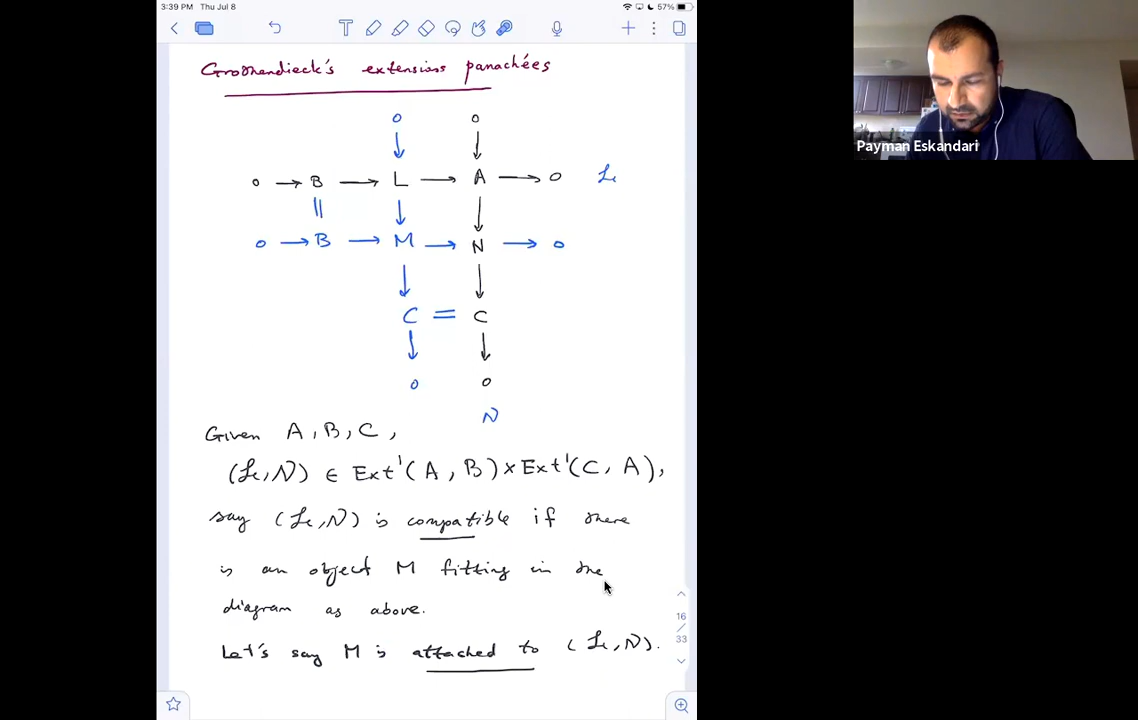 3:39 PM Thu Jul 8
57%
Grothendieck's extensions panachées
0 0
0 → B → L → A → 0 ℒ
0 → B → M → N → 0
C = C
0 0
N
Given A, B, C,
(ℒ, N) ∈ Ext¹(A, B) × Ext¹(C, A),
say (ℒ, N) is compatible if there
is an object M fitting in the
diagram as above.
Let's say M is attached to (ℒ, N).
16
/
33
Payman Eskandari